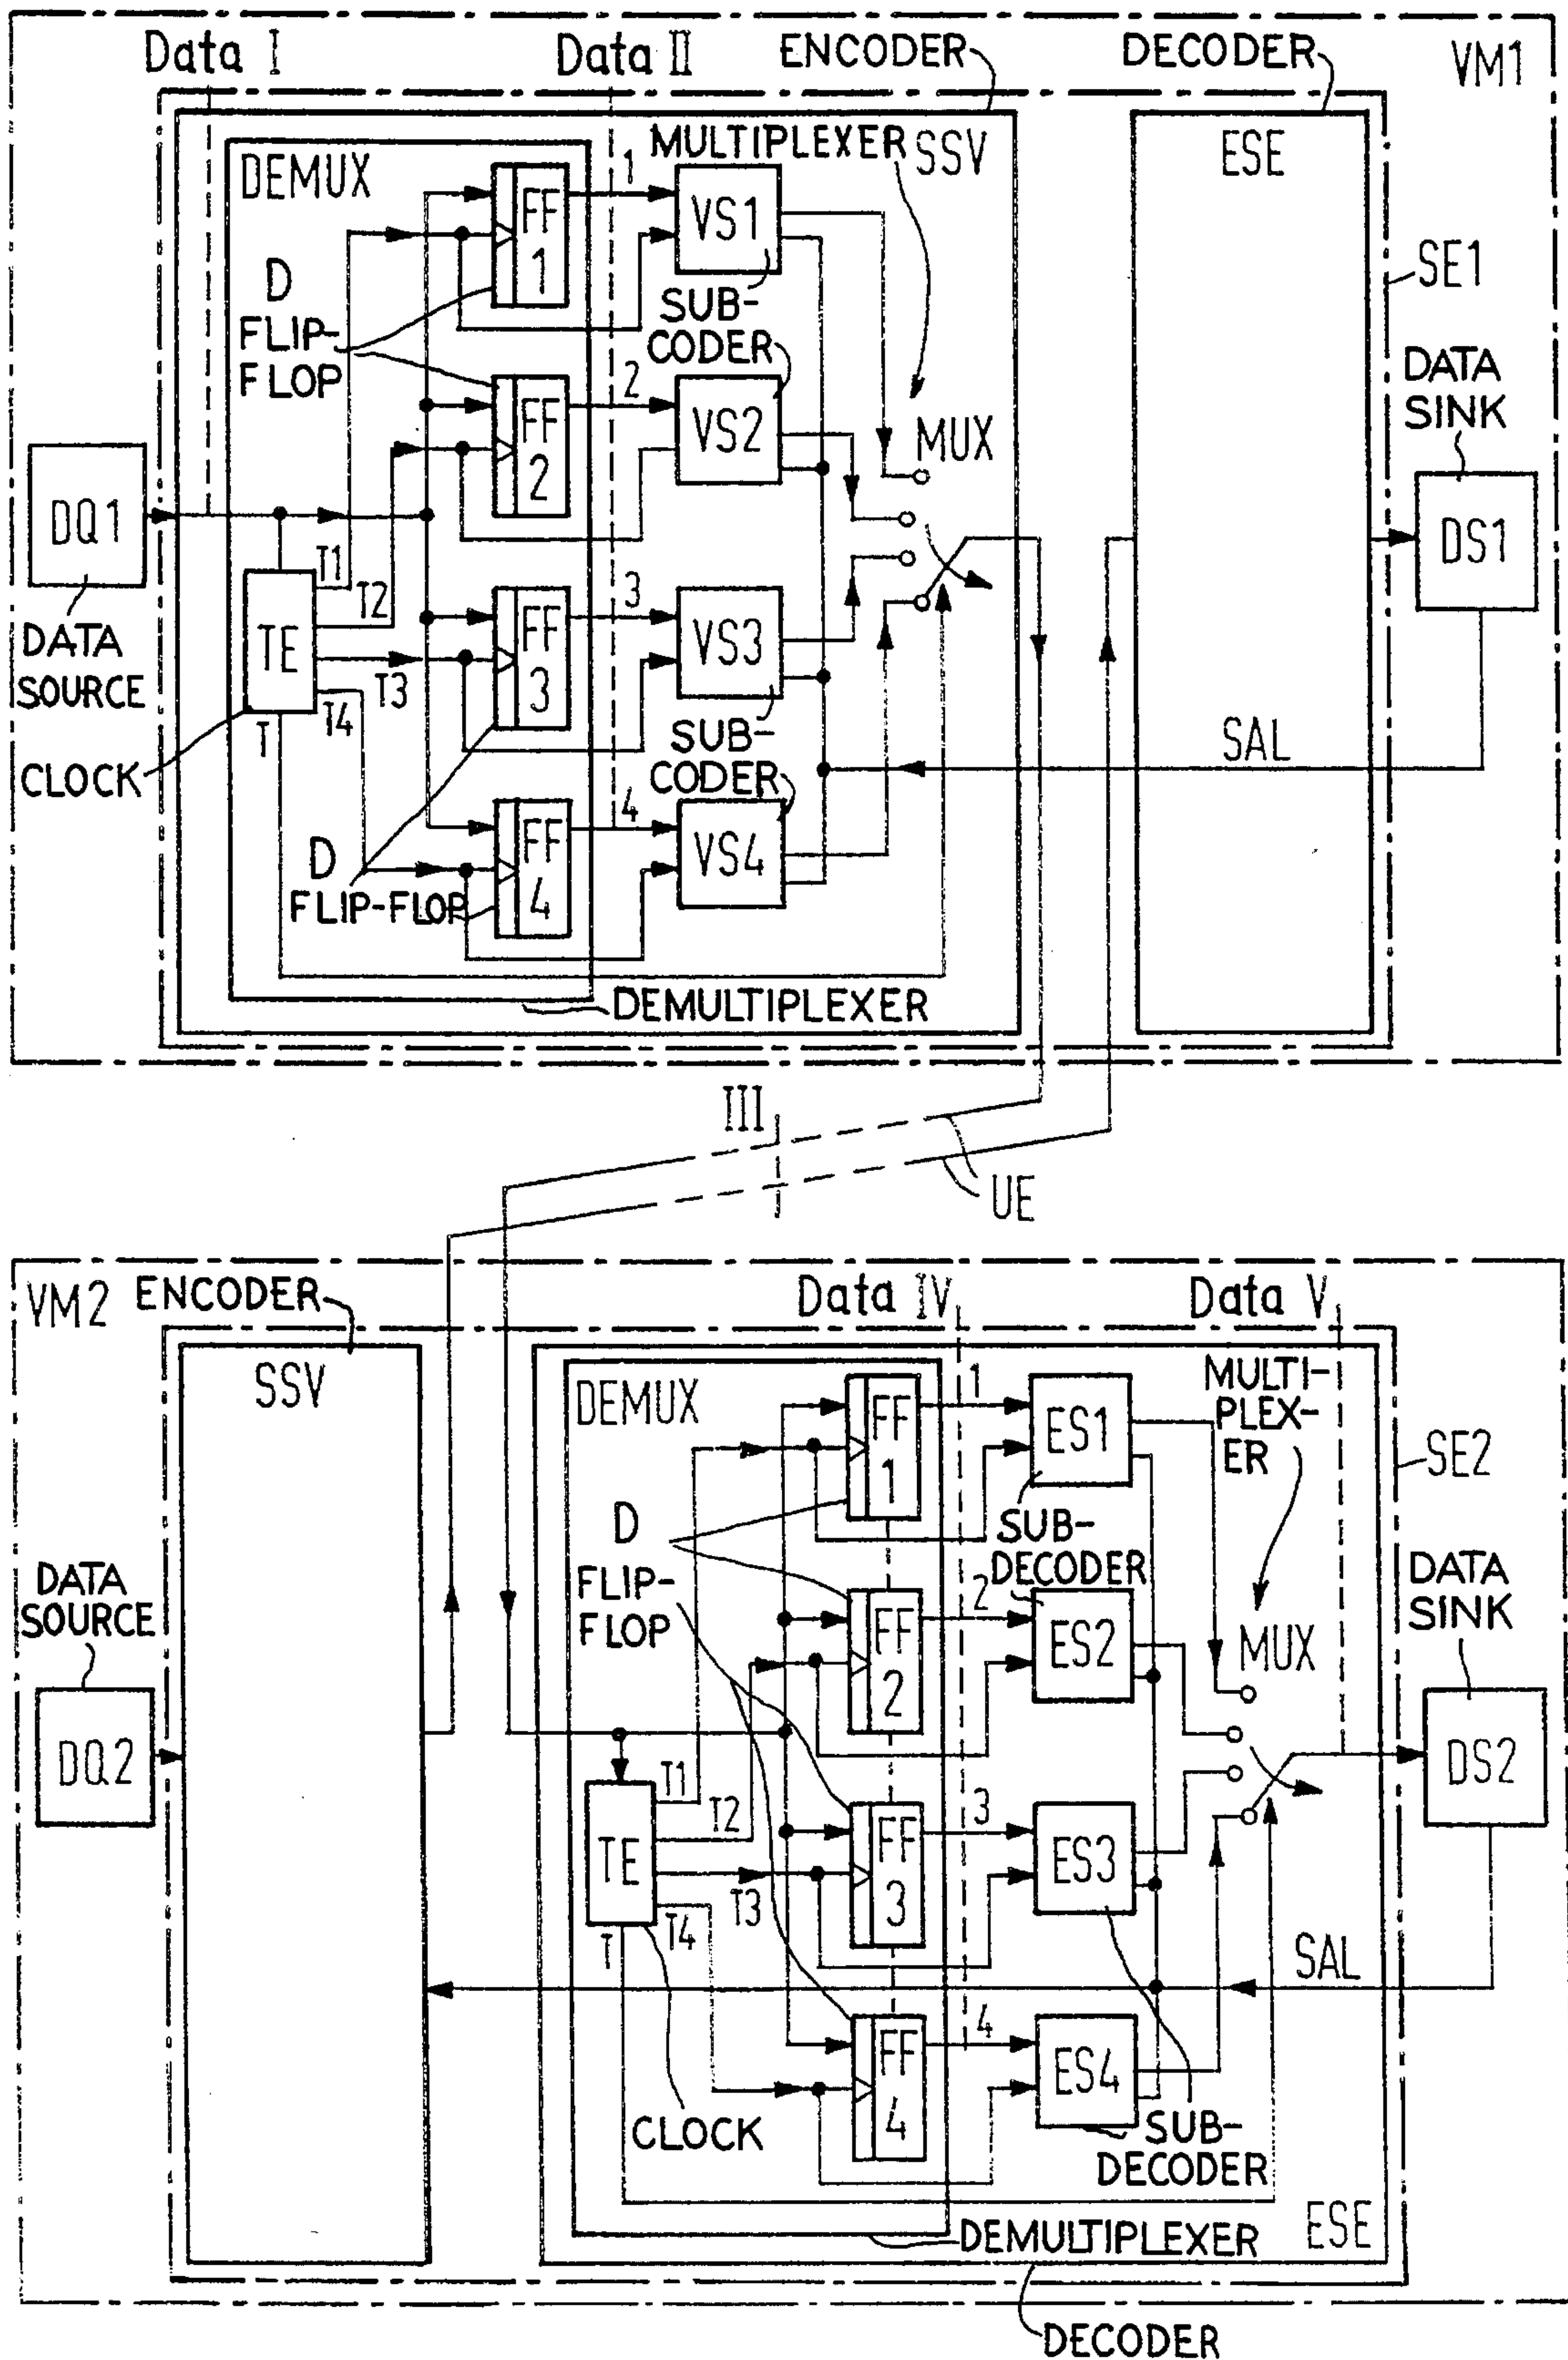 Data I
Data II
ENCODER
DECODER
VM1
DEMUX
MULTIPLEXER
SSV
ESE
FF
1
1
VS1
SE1
D
FLIP-
FLOP
SUB-
CODER
DATA
SINK
FF
2
2
VS2
MUX
DQ1
DS1
T1
T2
TE
DATA
SOURCE
FF
3
3
VS3
T3
T4
T
CLOCK
SUB-
CODER
SAL
FF
4
4
VS4
D
FLIP-FLOP
DEMULTIPLEXER
III
UE
VM2
ENCODER
Data IV
Data V
SSV
DEMUX
FF
1
1
ES1
MULTI-
PLEX-
ER
SE2
D
FLIP-
FLOP
SUB-
DECODER
DATA
SOURCE
DATA
SINK
FF
2
2
ES2
MUX
DQ2
DS2
T1
T2
TE
FF
3
3
ES3
T3
T4
T
SAL
FF
4
4
ES4
CLOCK
SUB-
DECODER
ESE
DEMULTIPLEXER
DECODER